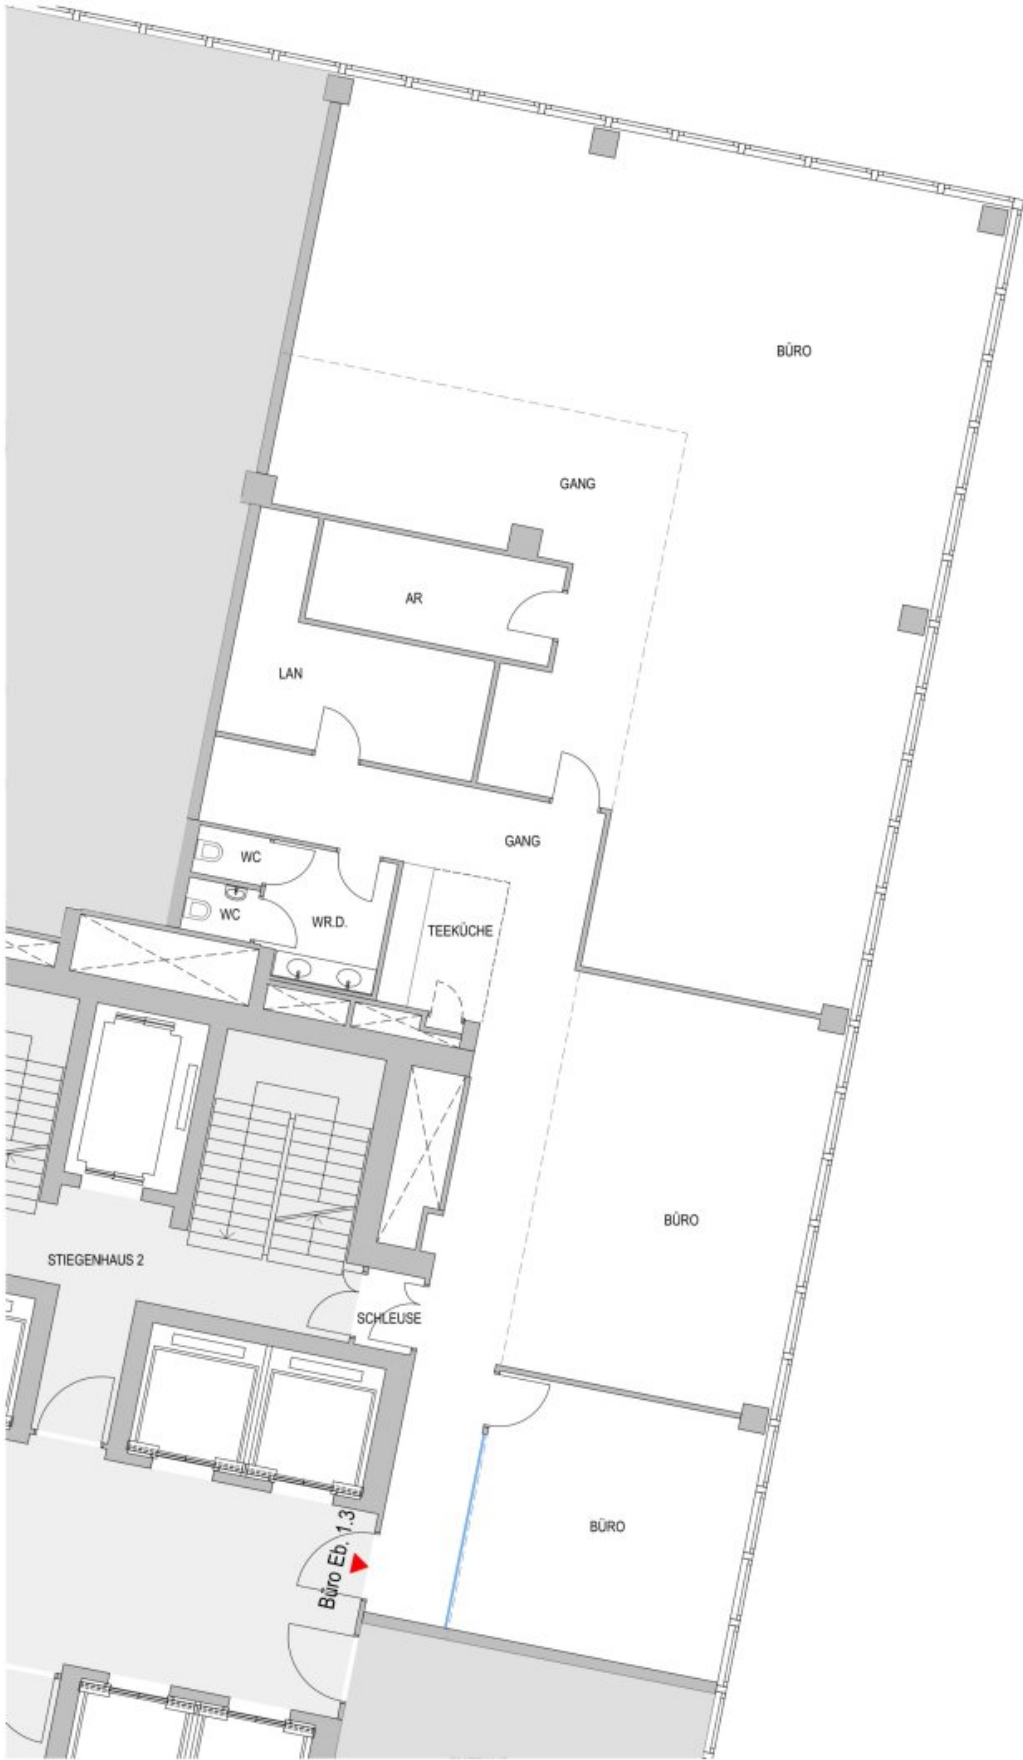 BÜRO
GANG
AR
LAN
GANG
WC
WC
WR.D.
TEEKÜCHE
BÜRO
STIEGENHAUS 2
SCHLEUSE
BÜRO
Büro Eb. 1.3